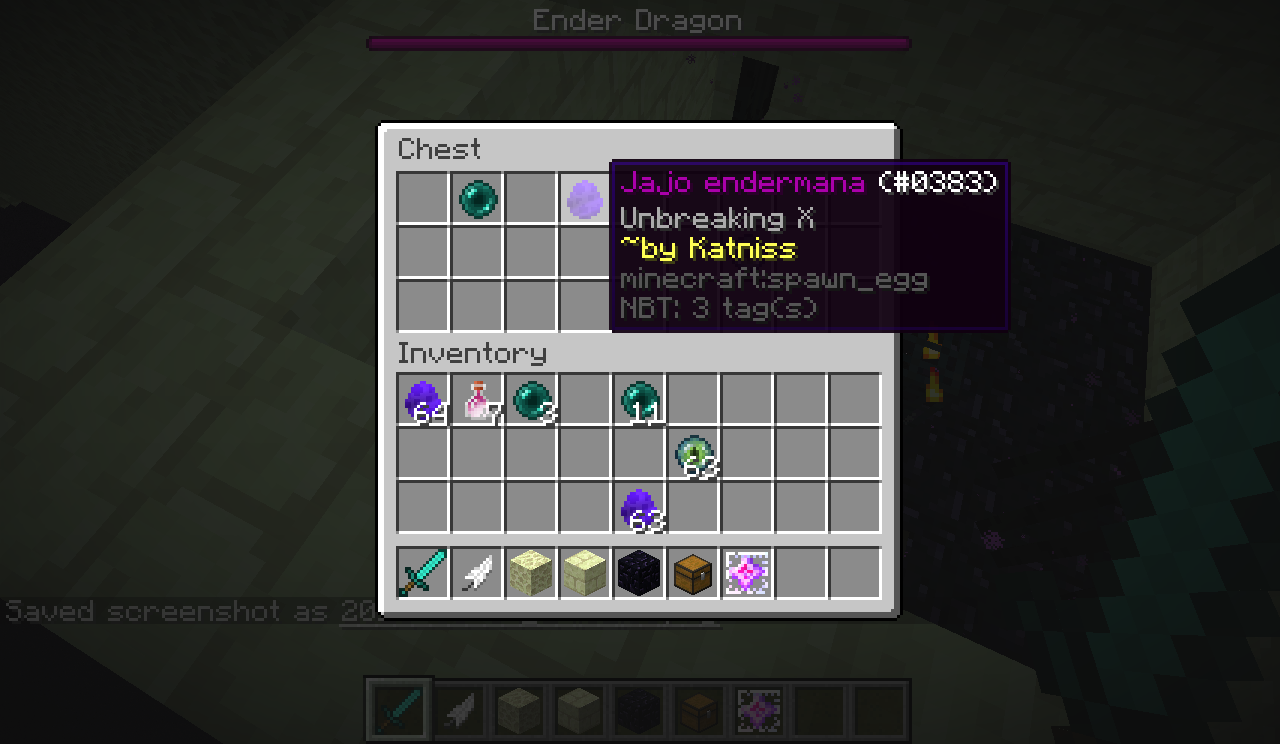 Ender Dragon
Chest
Jajo endermana (#0383)
Unbreaking X
~by Katniss
minecraft:spawn_egg
NBT: 3 tag(s)
Inventory
64 7 3 11
63
63
Saved screenshot as 20